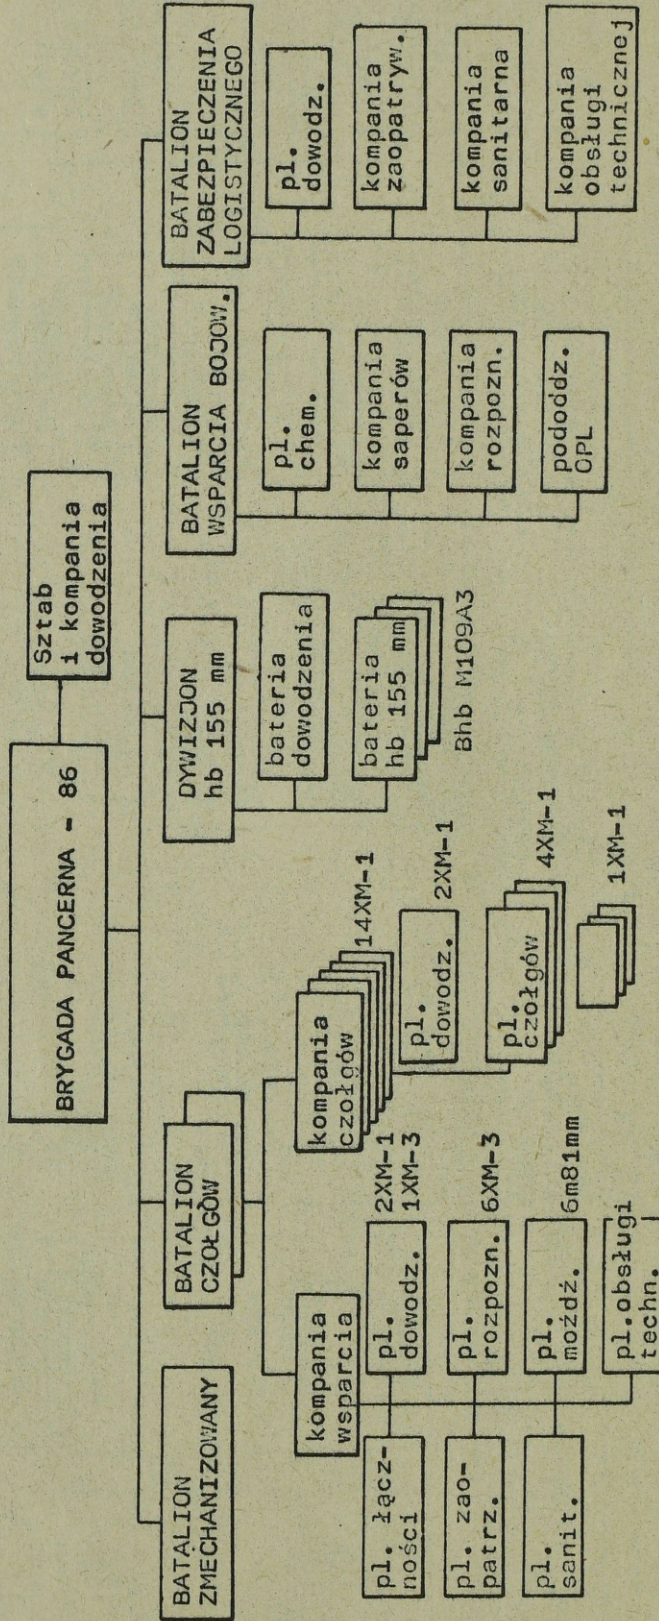 BRYGADA PANCERNA - 86
Sztab
i kompania
dowodzenia
BATALION
ZMECHANIZOWANY
BATALION
CZOŁGÓW
DYWIZJON
hb 155 mm
BATALION
WSPARCIA BOJOW.
BATALION
ZABEZPIECZENIA
LOGISTYCZNEGO
kompania
wsparcia
pl. łącz-
ności
pl. zao-
patrz.
pl.
sanit.
pl.
dowodz.
2XM-1
1XM-3
pl.
rozpozn.
6XM-3
pl.
moźdź.
6m81mm
pl.obsługi
techn.
kompania
czołgów
14XM-1
pl.
dowodz.
2XM-1
pl.
czołgów
4XM-1
1XM-1
bateria
dowodzenia
bateria
hb 155 mm
Bhb M109A3
pl.
chem.
kompania
saperów
kompania
rozpozn.
pododdz.
OPL
pl.
dowodz.
kompania
zaopatryw.
kompania
sanitarna
kompania
obsługi
technicznej